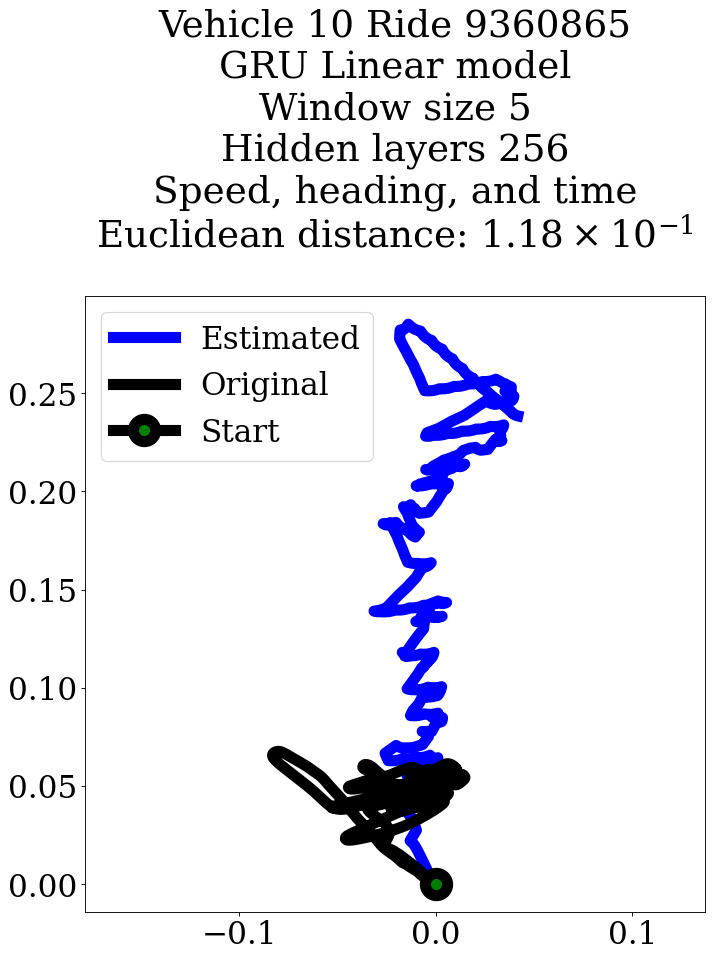 Vehicle 10 Ride 9360865
GRU Linear model
Window size 5
Hidden layers 256
Speed, heading, and time
Euclidean distance: 1.18 × 10⁻¹
Estimated
Original
Start
0.25
0.20
0.15
0.10
0.05
0.00
−0.1
0.0
0.1